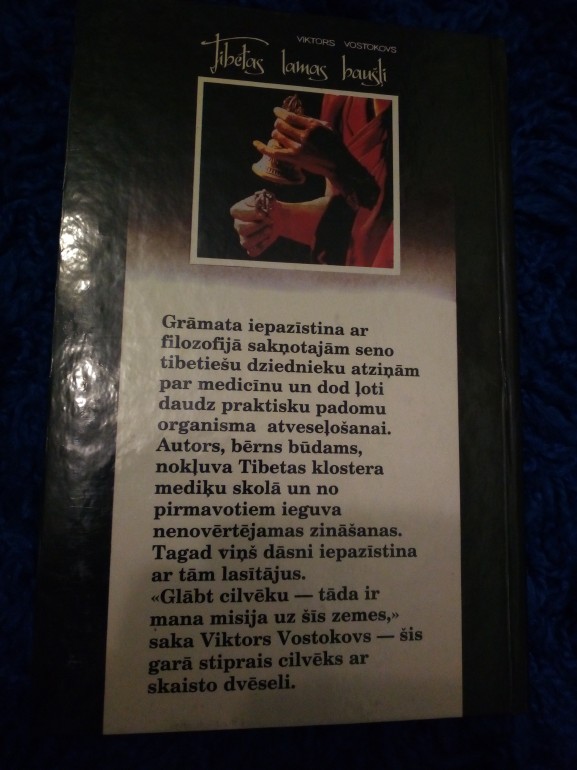 VIKTORS VOSTOKOVS
Tibetas lamas baušļi
Grāmata iepazīstina ar
filozofijā sakņotajām seno
tibetiešu dziednieku atziņām
par medicīnu un dod ļoti
daudz praktisku padomu
organisma atveseļošanai.
Autors, bērns būdams,
nokļuva Tibetas klostera
mediķu skolā un no
pirmavotiem ieguva
nenovērtējamas zināšanas.
Tagad viņš dāsni iepazīstina
ar tām lasītājus.
«Glābt cilvēku — tāda ir
mana misija uz šīs zemes,»
saka Viktors Vostokovs — šis
garā stiprais cilvēks ar
skaisto dvēseli.